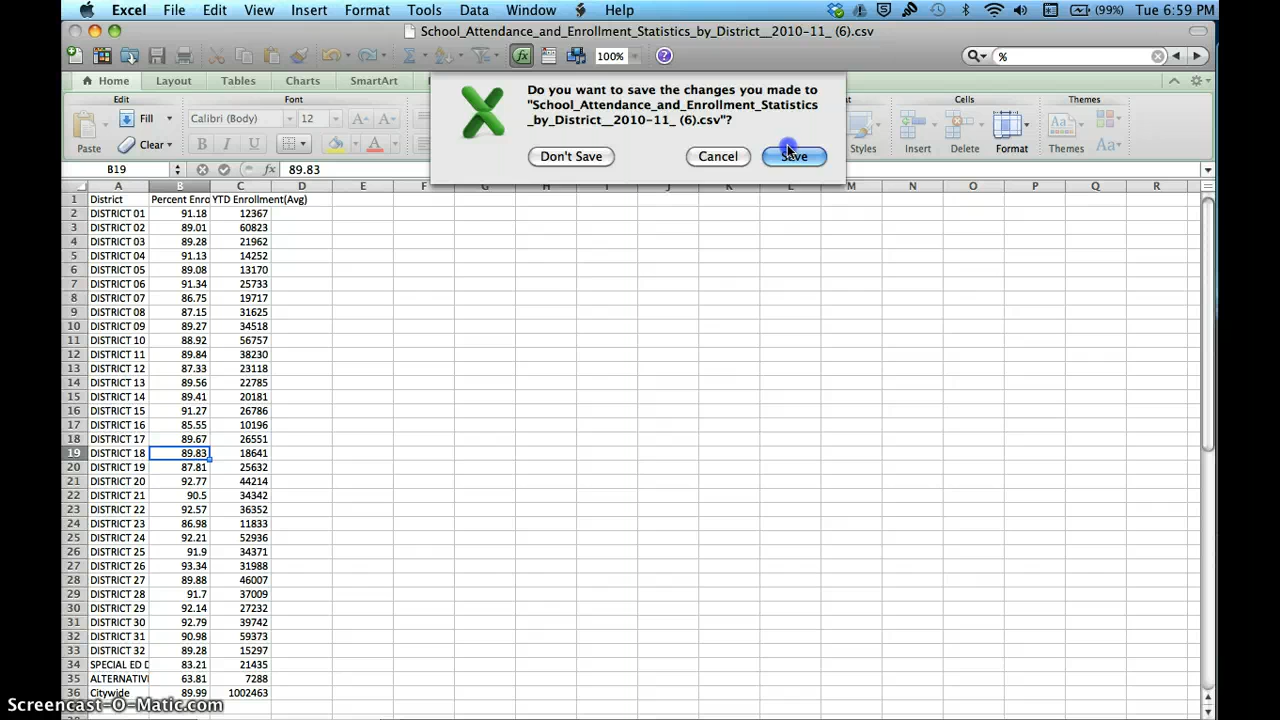 Excel File Edit View Insert Format Tools Data Window Help (99%) Tue 6:59 PM
School_Attendance_and_Enrollment_Statistics_by_District__2010-11_ (6).csv
100% %
Home Layout Tables Charts SmartArt
Edit Font Cells Themes
Fill Calibri (Body) 12
Paste Clear B I U Styles Insert Delete Format Themes Aa
Do you want to save the changes you made to
"School_Attendance_and_Enrollment_Statistics
_by_District__2010-11_ (6).csv"?
Don't Save Cancel Save
B19 fx 89.83
A B C D E F G H I J K L M N O P Q R
1 District Percent Enro YTD Enrollment(Avg)
2 DISTRICT 01 91.18 12367
3 DISTRICT 02 89.01 60823
4 DISTRICT 03 89.28 21962
5 DISTRICT 04 91.13 14252
6 DISTRICT 05 89.08 13170
7 DISTRICT 06 91.34 25733
8 DISTRICT 07 86.75 19717
9 DISTRICT 08 87.15 31625
10 DISTRICT 09 89.27 34518
11 DISTRICT 10 88.92 56757
12 DISTRICT 11 89.84 38230
13 DISTRICT 12 87.33 23118
14 DISTRICT 13 89.56 22785
15 DISTRICT 14 89.41 20181
16 DISTRICT 15 91.27 26786
17 DISTRICT 16 85.55 10196
18 DISTRICT 17 89.67 26551
19 DISTRICT 18 89.83 18641
20 DISTRICT 19 87.81 25632
21 DISTRICT 20 92.77 44214
22 DISTRICT 21 90.5 34342
23 DISTRICT 22 92.57 36352
24 DISTRICT 23 86.98 11833
25 DISTRICT 24 92.21 52936
26 DISTRICT 25 91.9 34371
27 DISTRICT 26 93.34 31988
28 DISTRICT 27 89.88 46007
29 DISTRICT 28 91.7 37009
30 DISTRICT 29 92.14 27232
31 DISTRICT 30 92.79 39742
32 DISTRICT 31 90.98 59373
33 DISTRICT 32 89.28 15297
34 SPECIAL ED D 83.21 21435
35 ALTERNATIVI 63.81 7288
36 Citywide 89.99 1002463
Screencast-O-Matic.com